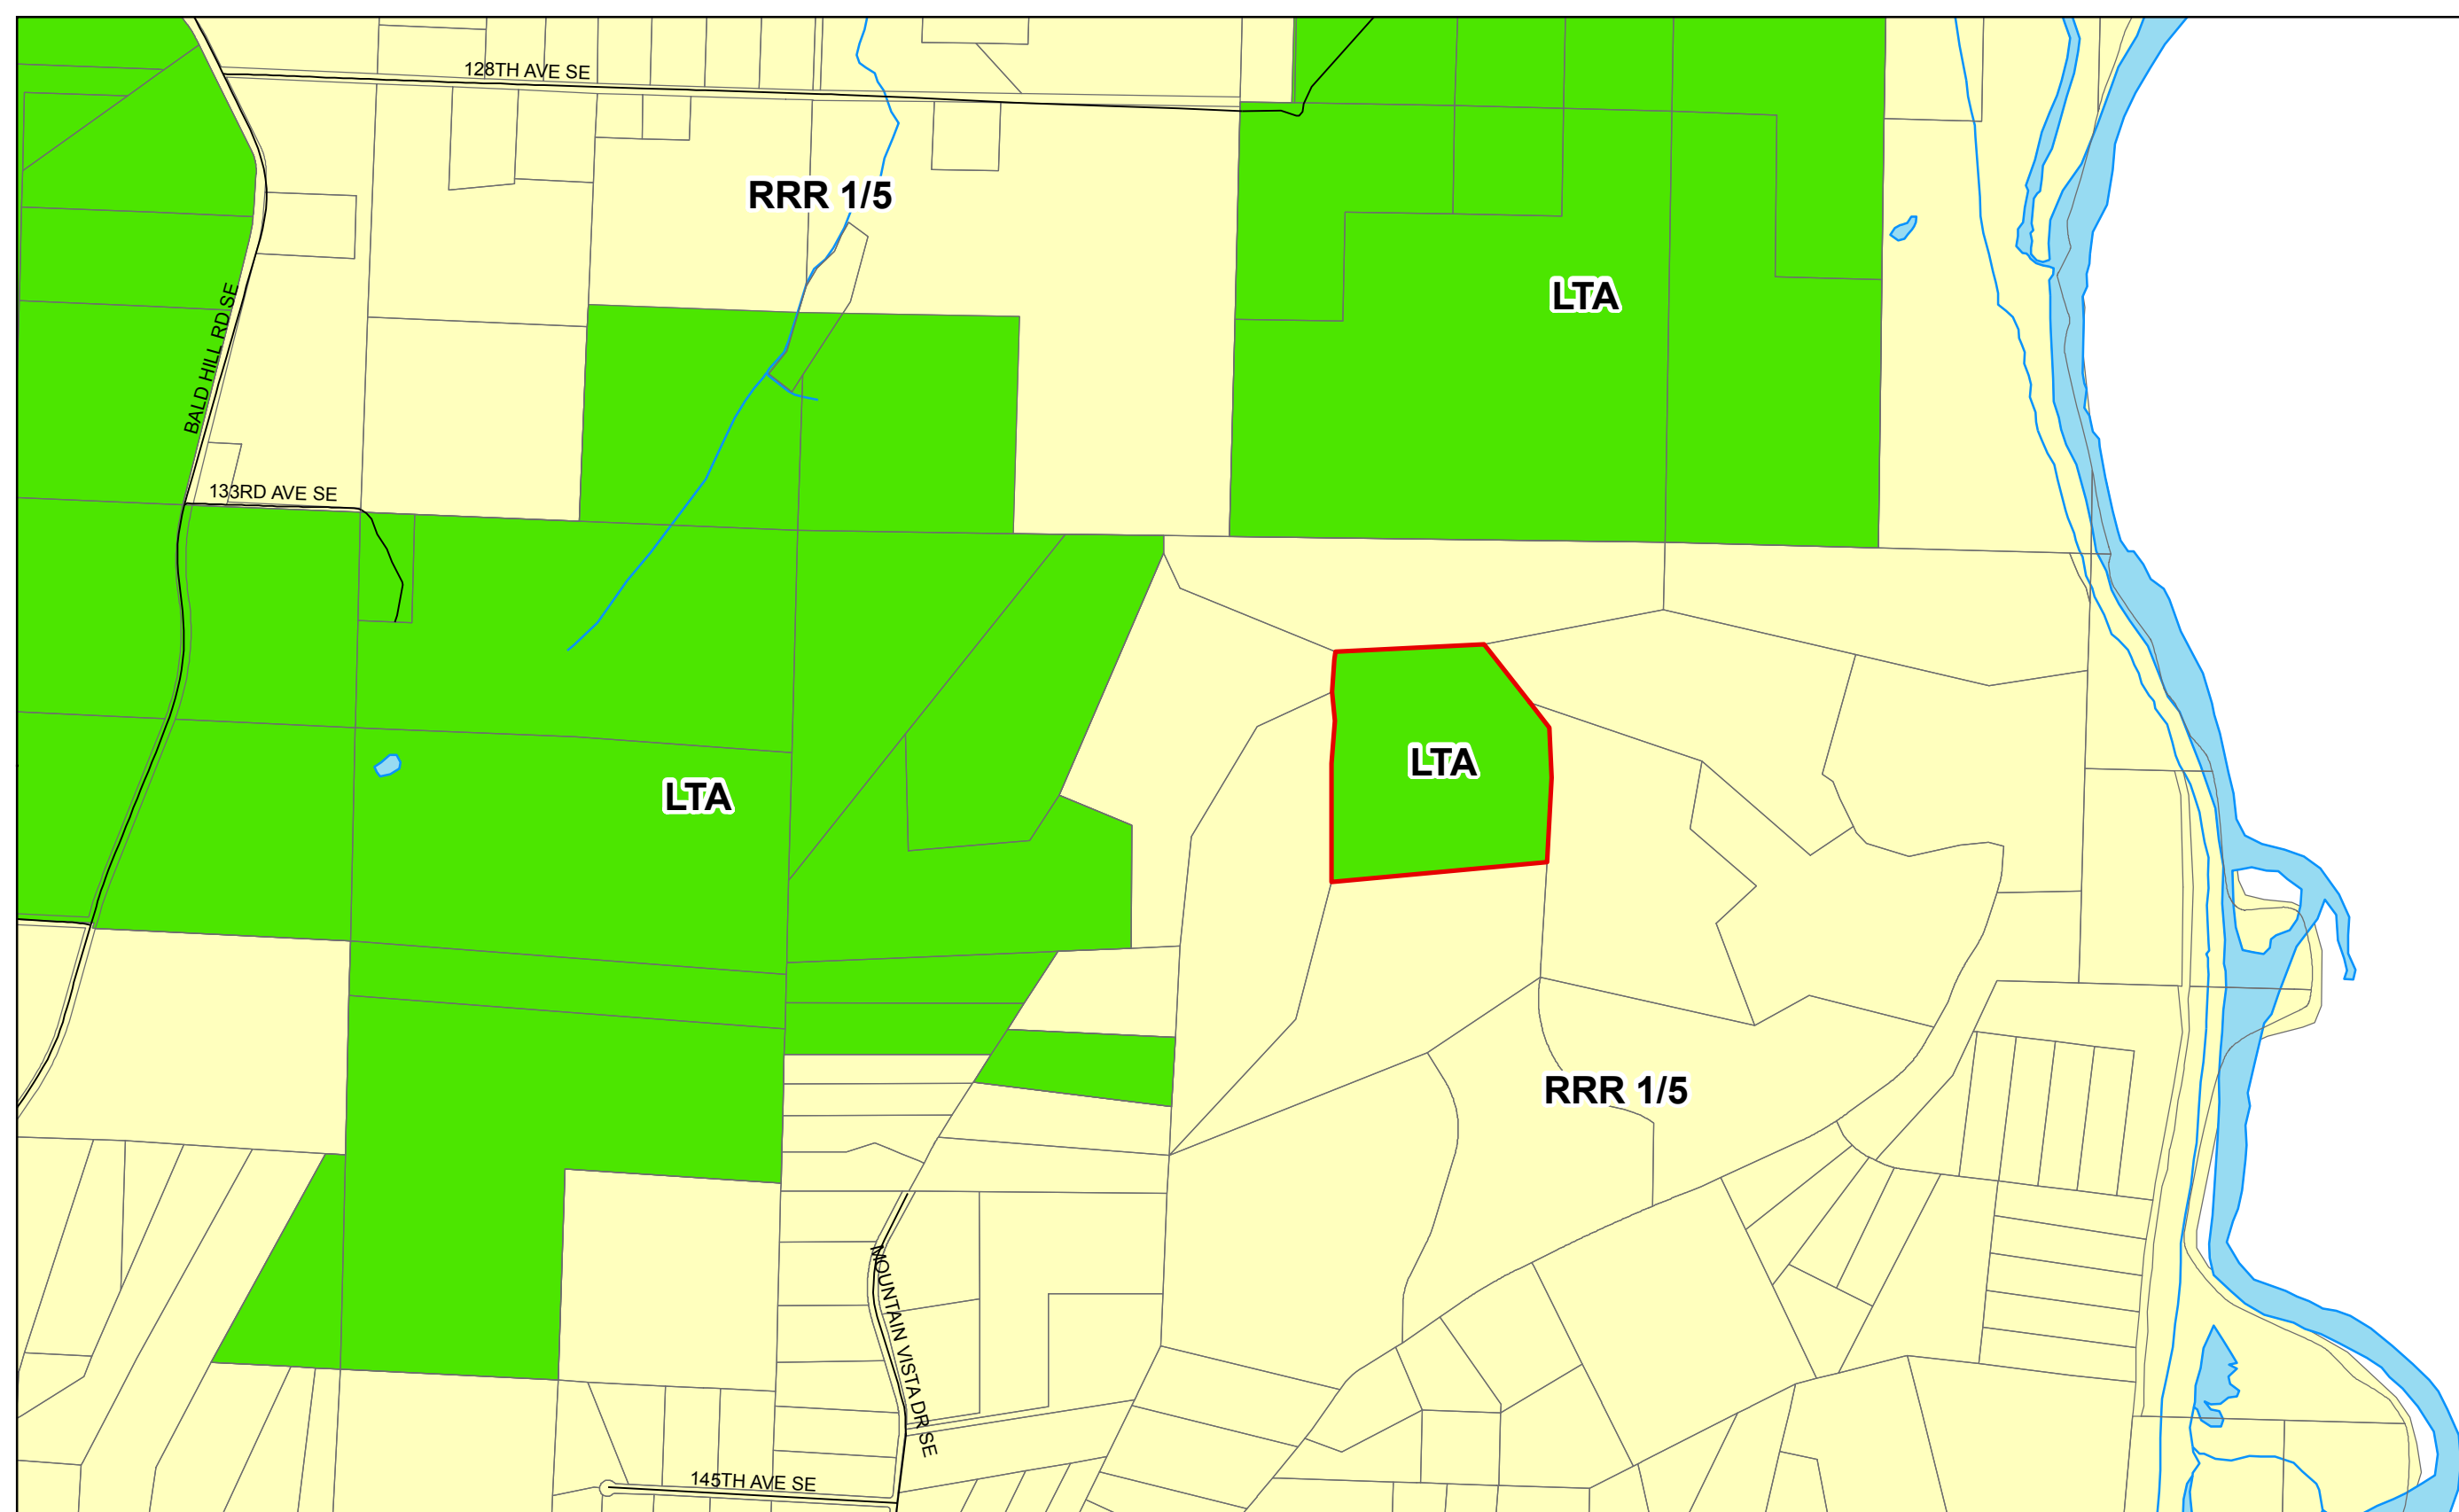 128TH AVE SE
RRR 1/5
LTA
BALD HILL RD SE
133RD AVE SE
LTA
LTA
RRR 1/5
MOUNTAIN VISTA DR SE
145TH AVE SE